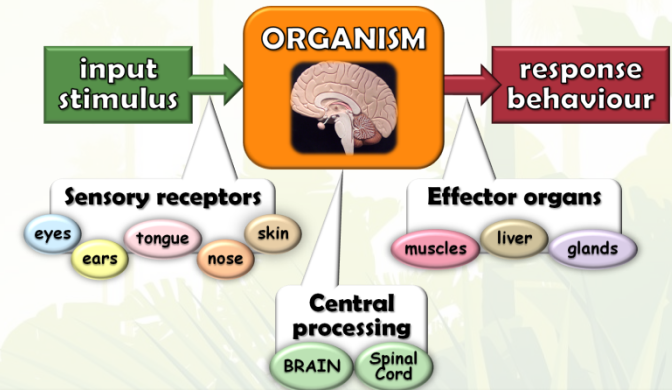 ORGANISM
input
stimulus
response
behaviour
Sensory receptors
eyes
ears
tongue
nose
skin
Effector organs
muscles
liver
glands
Central
processing
BRAIN
Spinal
Cord